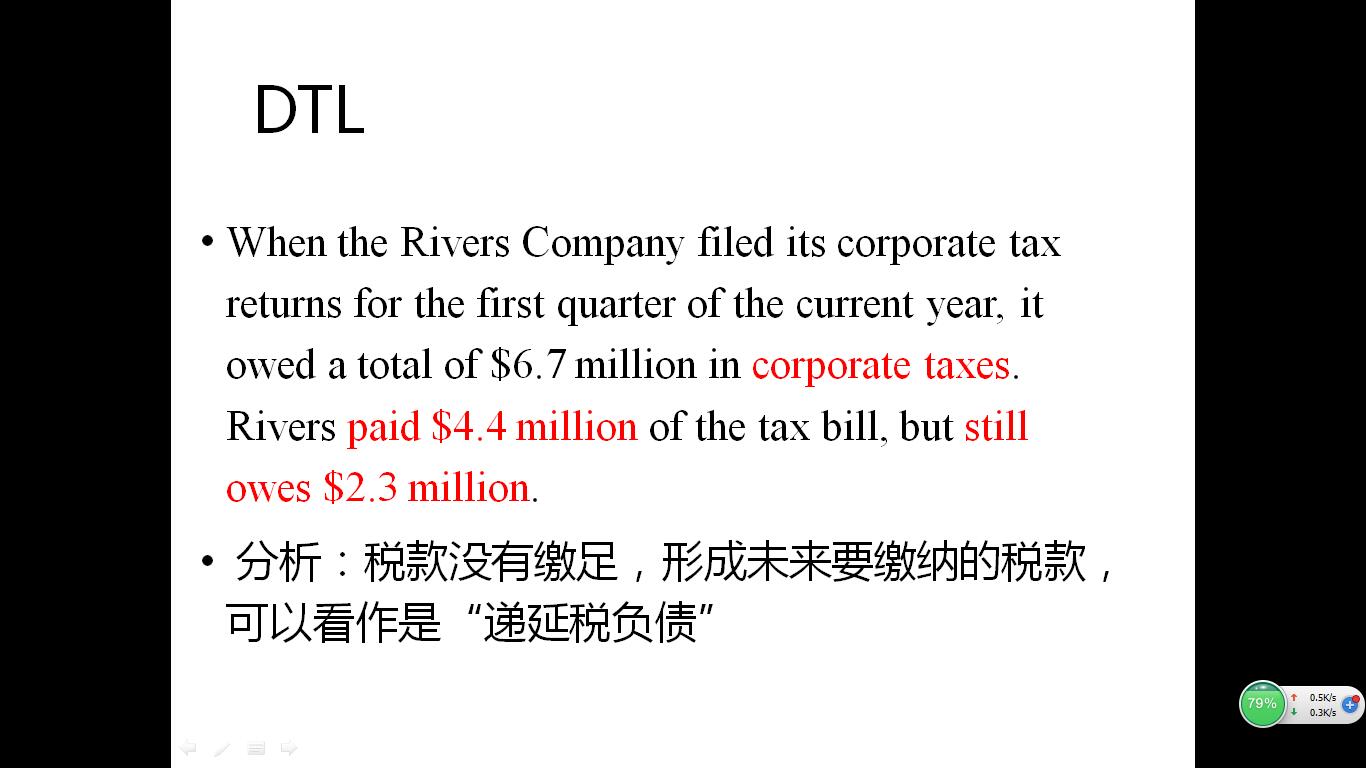 DTL
• When the Rivers Company filed its corporate tax
returns for the first quarter of the current year, it
owed a total of $6.7 million in corporate taxes.
Rivers paid $4.4 million of the tax bill, but still
owes $2.3 million.
• 分析：税款没有缴足，形成未来要缴纳的税款，
可以看作是“递延税负债”
79%
0.5K/s
0.3K/s